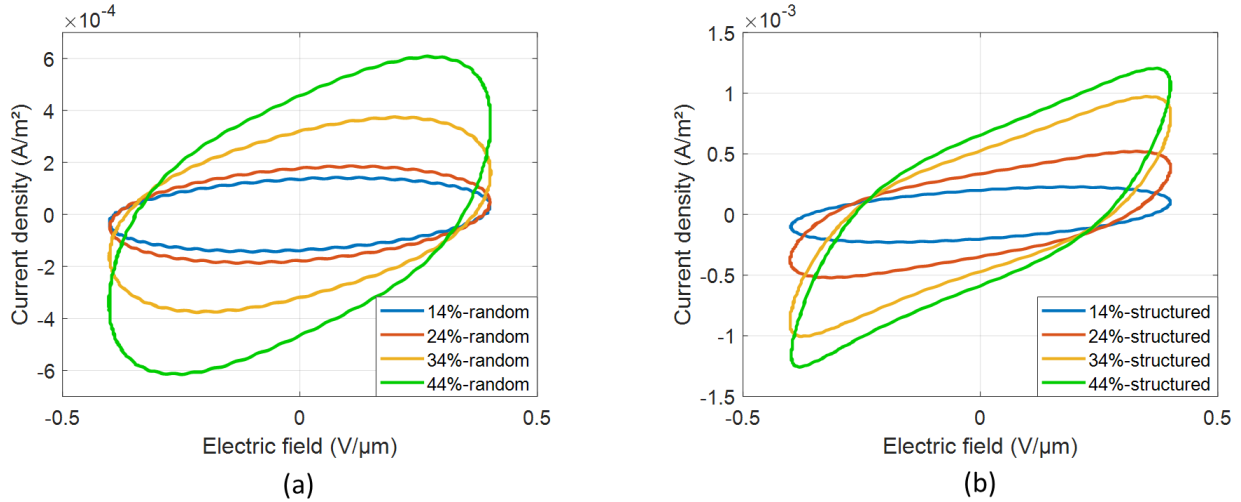 ×10⁻⁴
6
4
2
0
-2
-4
-6
-0.5 0 0.5
Current density (A/m²)
Electric field (V/μm)
14%-random
24%-random
34%-random
44%-random
(a)
×10⁻³
1.5
1
0.5
0
-0.5
-1
-1.5
-0.5 0 0.5
Current density (A/m²)
Electric field (V/μm)
14%-structured
24%-structured
34%-structured
44%-structured
(b)